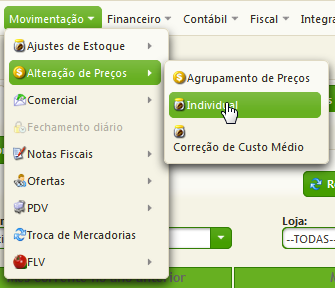 Movimentação Financeiro Contábil Fiscal
Ajustes de Estoque
Alteração de Preços
Agrupamento de Preços
Comercial
Individual
Fechamento diário
Correção de Custo Médio
Notas Fiscais
Ofertas
PDV
Loja:
Troca de Mercadorias
--TODAS--
FLV